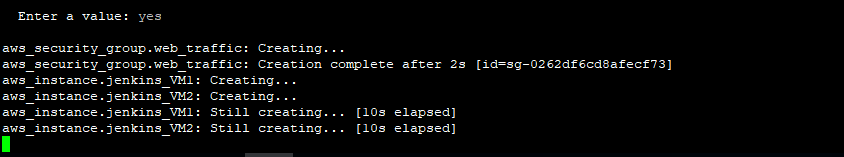 Enter a value: yes
aws_security_group.web_traffic: Creating...
aws_security_group.web_traffic: Creation complete after 2s [id=sg-0262df6cd8afecf73]
aws_instance.jenkins_VM1: Creating...
aws_instance.jenkins_VM2: Creating...
aws_instance.jenkins_VM1: Still creating... [10s elapsed]
aws_instance.jenkins_VM2: Still creating... [10s elapsed]